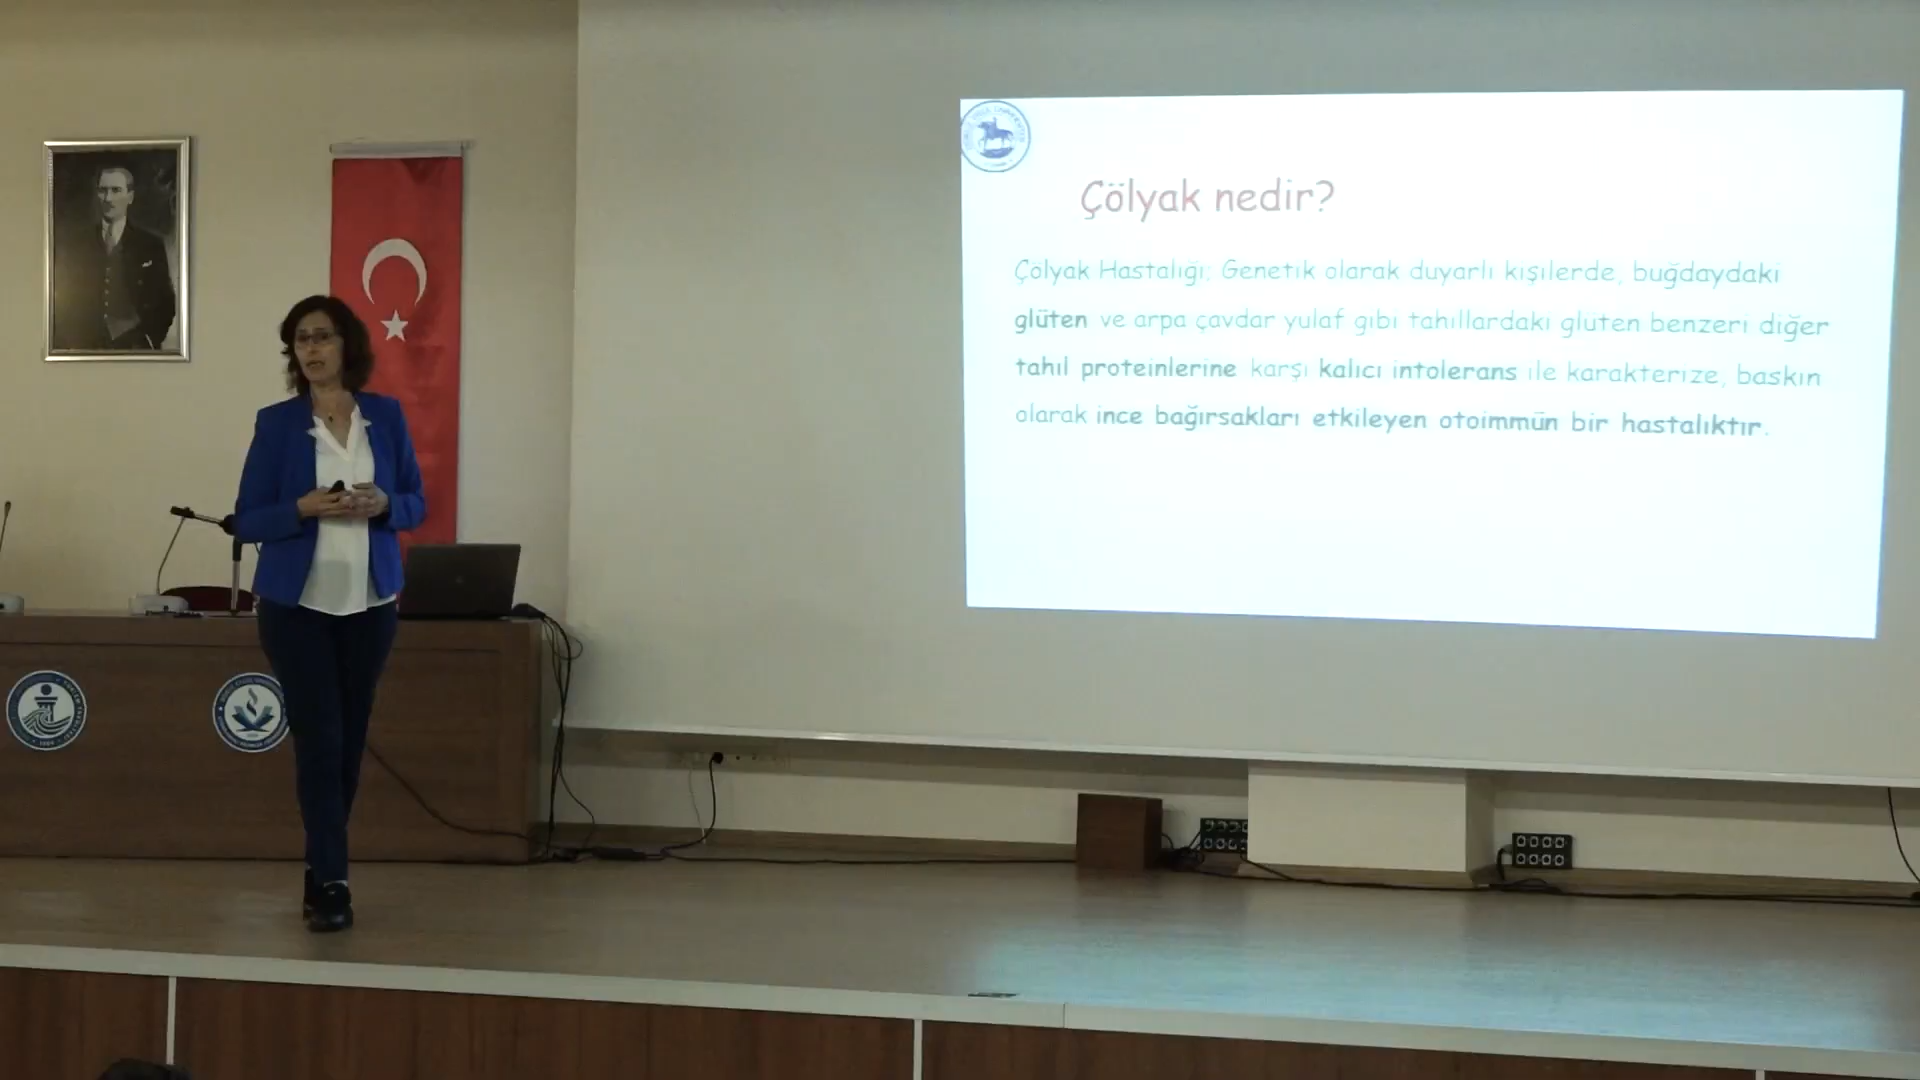 Çölyak nedir?
Çölyak Hastalığı; Genetik olarak duyarlı kişilerde, buğdaydaki
glüten ve arpa çavdar yulaf gibi tahıllardaki glüten benzeri diğer
tahıl proteinlerine karşı kalıcı intolerans ile karakterize, baskın
olarak ince bağırsakları etkileyen otoimmün bir hastalıktır.